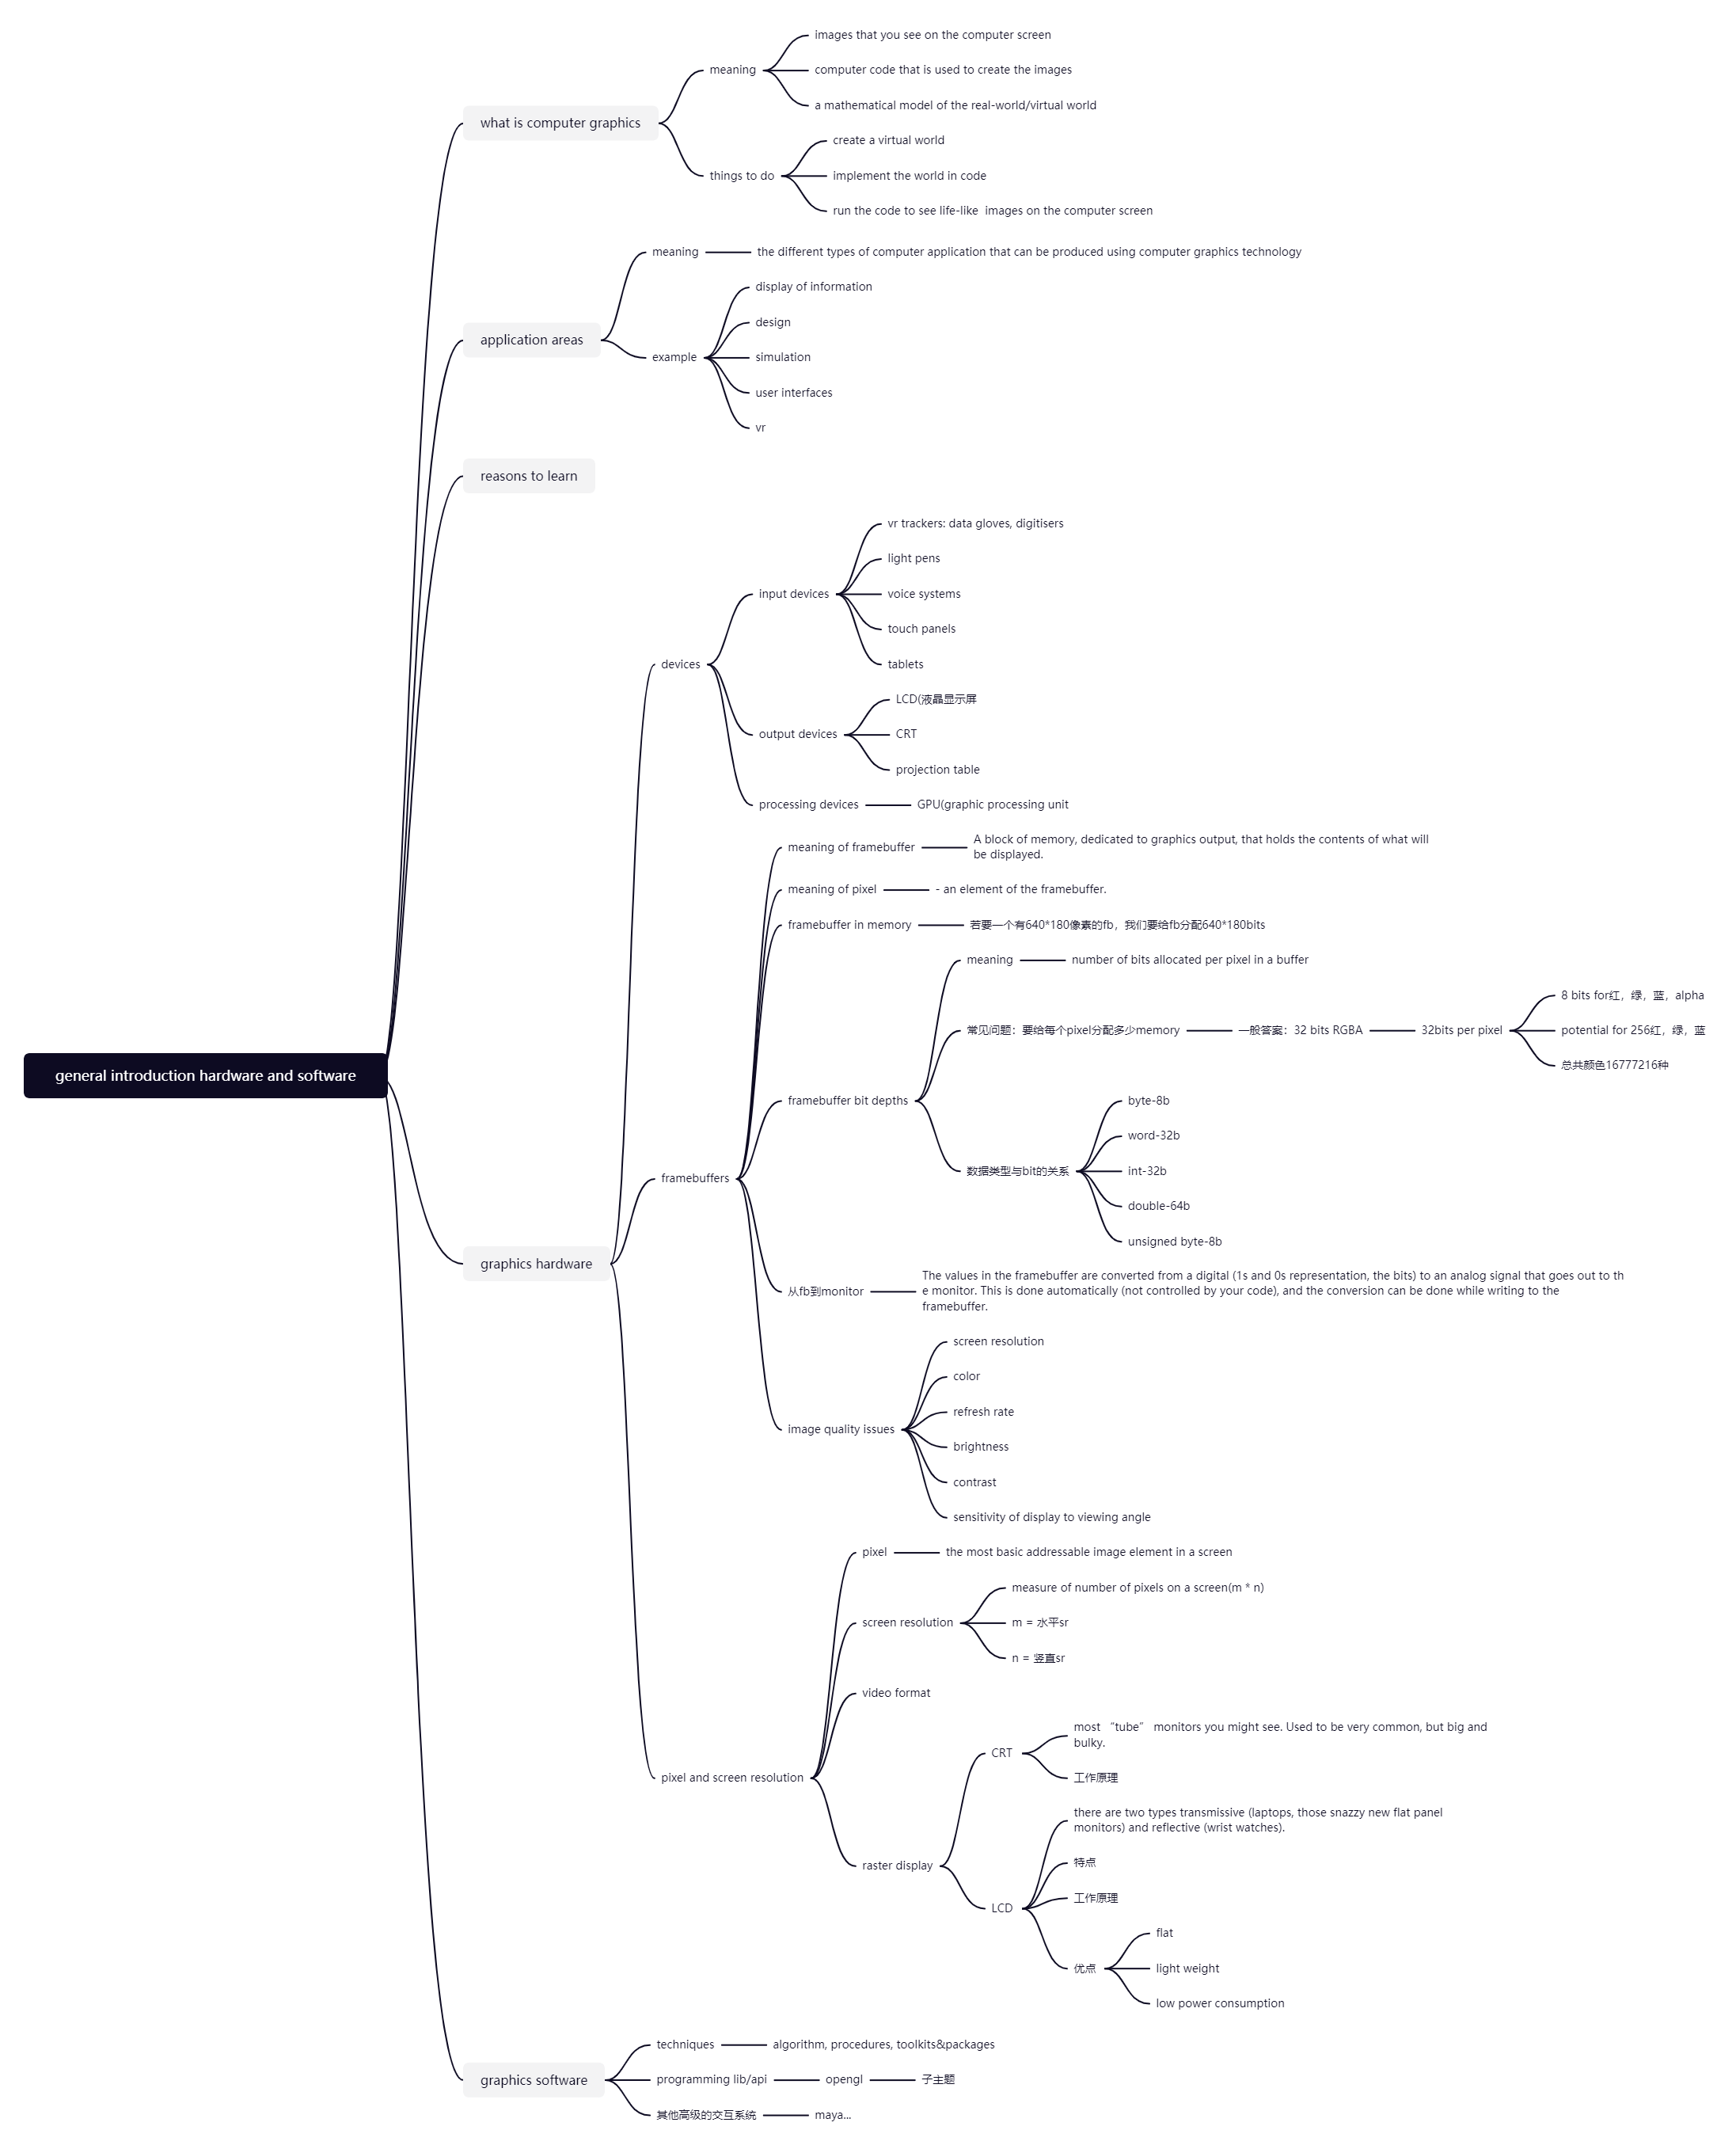 general introduction hardware and software
what is computer graphics
meaning
images that you see on the computer screen
computer code that is used to create the images
a mathematical model of the real-world/virtual world
things to do
create a virtual world
implement the world in code
run the code to see life-like  images on the computer screen
application areas
meaning
the different types of computer application that can be produced using computer graphics technology
example
display of information
design
simulation
user interfaces
vr
reasons to learn
graphics hardware
devices
input devices
vr trackers: data gloves, digitisers
light pens
voice systems
touch panels
tablets
output devices
LCD(液晶显示屏
CRT
projection table
processing devices
GPU(graphic processing unit
framebuffers
meaning of framebuffer
A block of memory, dedicated to graphics output, that holds the contents of what will
be displayed.
meaning of pixel
- an element of the framebuffer.
framebuffer in memory
若要一个有640*180像素的fb，我们要给fb分配640*180bits
framebuffer bit depths
meaning
number of bits allocated per pixel in a buffer
常见问题：要给每个pixel分配多少memory
一般答案：32 bits RGBA
32bits per pixel
8 bits for红，绿，蓝，alpha
potential for 256红，绿，蓝
总共颜色16777216种
数据类型与bit的关系
byte-8b
word-32b
int-32b
double-64b
unsigned byte-8b
从fb到monitor
The values in the framebuffer are converted from a digital (1s and 0s representation, the bits) to an analog signal that goes out to th
e monitor. This is done automatically (not controlled by your code), and the conversion can be done while writing to the
framebuffer.
image quality issues
screen resolution
color
refresh rate
brightness
contrast
sensitivity of display to viewing angle
pixel and screen resolution
pixel
the most basic addressable image element in a screen
screen resolution
measure of number of pixels on a screen(m * n)
m = 水平sr
n = 竖直sr
video format
raster display
CRT
most “tube” monitors you might see. Used to be very common, but big and
bulky.
工作原理
LCD
there are two types transmissive (laptops, those snazzy new flat panel
monitors) and reflective (wrist watches).
特点
工作原理
优点
flat
light weight
low power consumption
graphics software
techniques
algorithm, procedures, toolkits&packages
programming lib/api
opengl
子主题
其他高级的交互系统
maya...